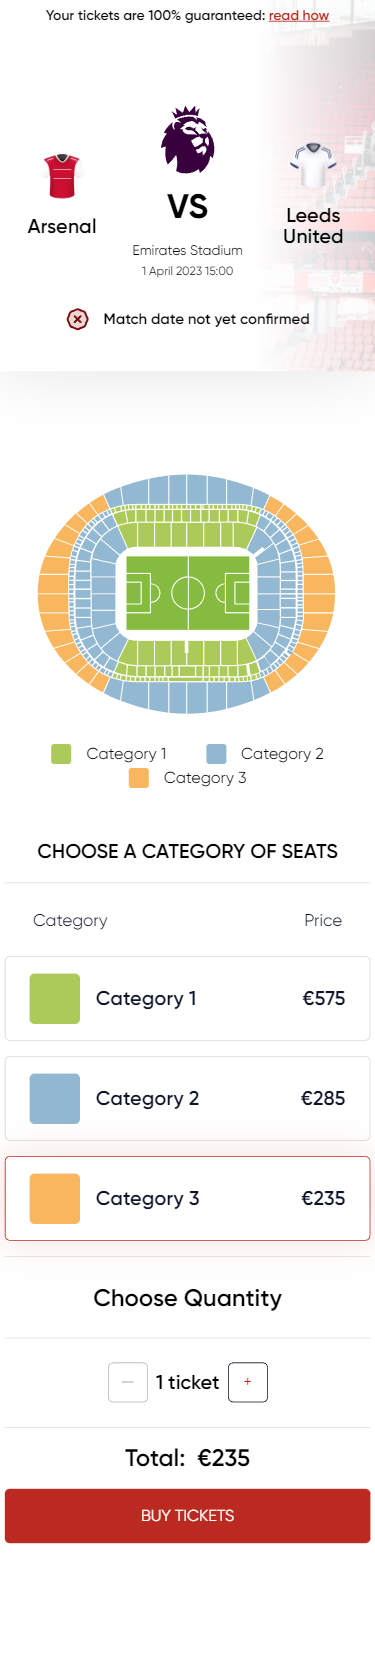 Your tickets are 100% guaranteed: read how
Arsenal
VS
Leeds
United
Emirates Stadium
1 April 2023 15:00
Match date not yet confirmed
Category 1
Category 2
Category 3
CHOOSE A CATEGORY OF SEATS
Category Price
Category 1 €575
Category 2 €285
Category 3 €235
Choose Quantity
— 1 ticket +
Total: €235
BUY TICKETS